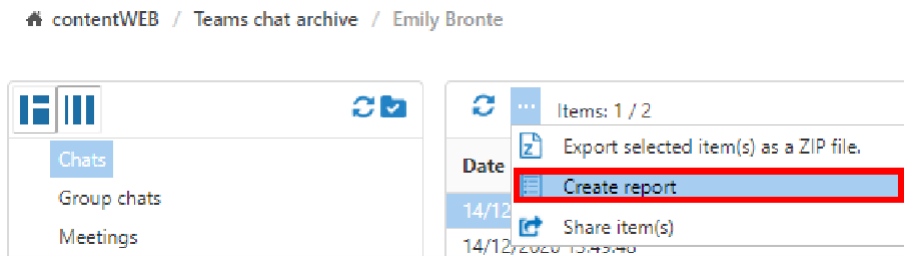 contentWEB / Teams chat archive / Emily Bronte
... Items: 1 / 2
Chats
Group chats
Meetings
Export selected item(s) as a ZIP file.
Date
Create report
14/12
Share item(s)
14/12/2020 13:49:48